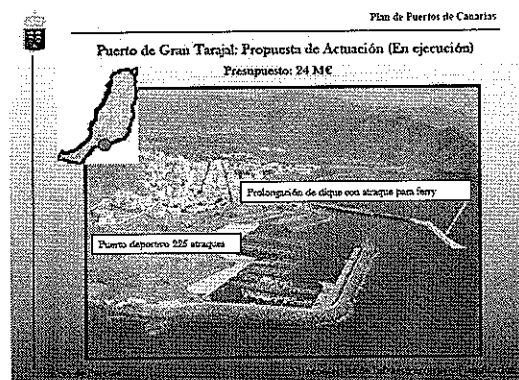 Plan de Puertos de Canarias
Puerto de Gran Tarajal: Propuesta de Actuación (En ejecución)
Presupuesto: 24 M€
Prolongación de dique con atraque para ferry
Puerto deportivo 225 atraques